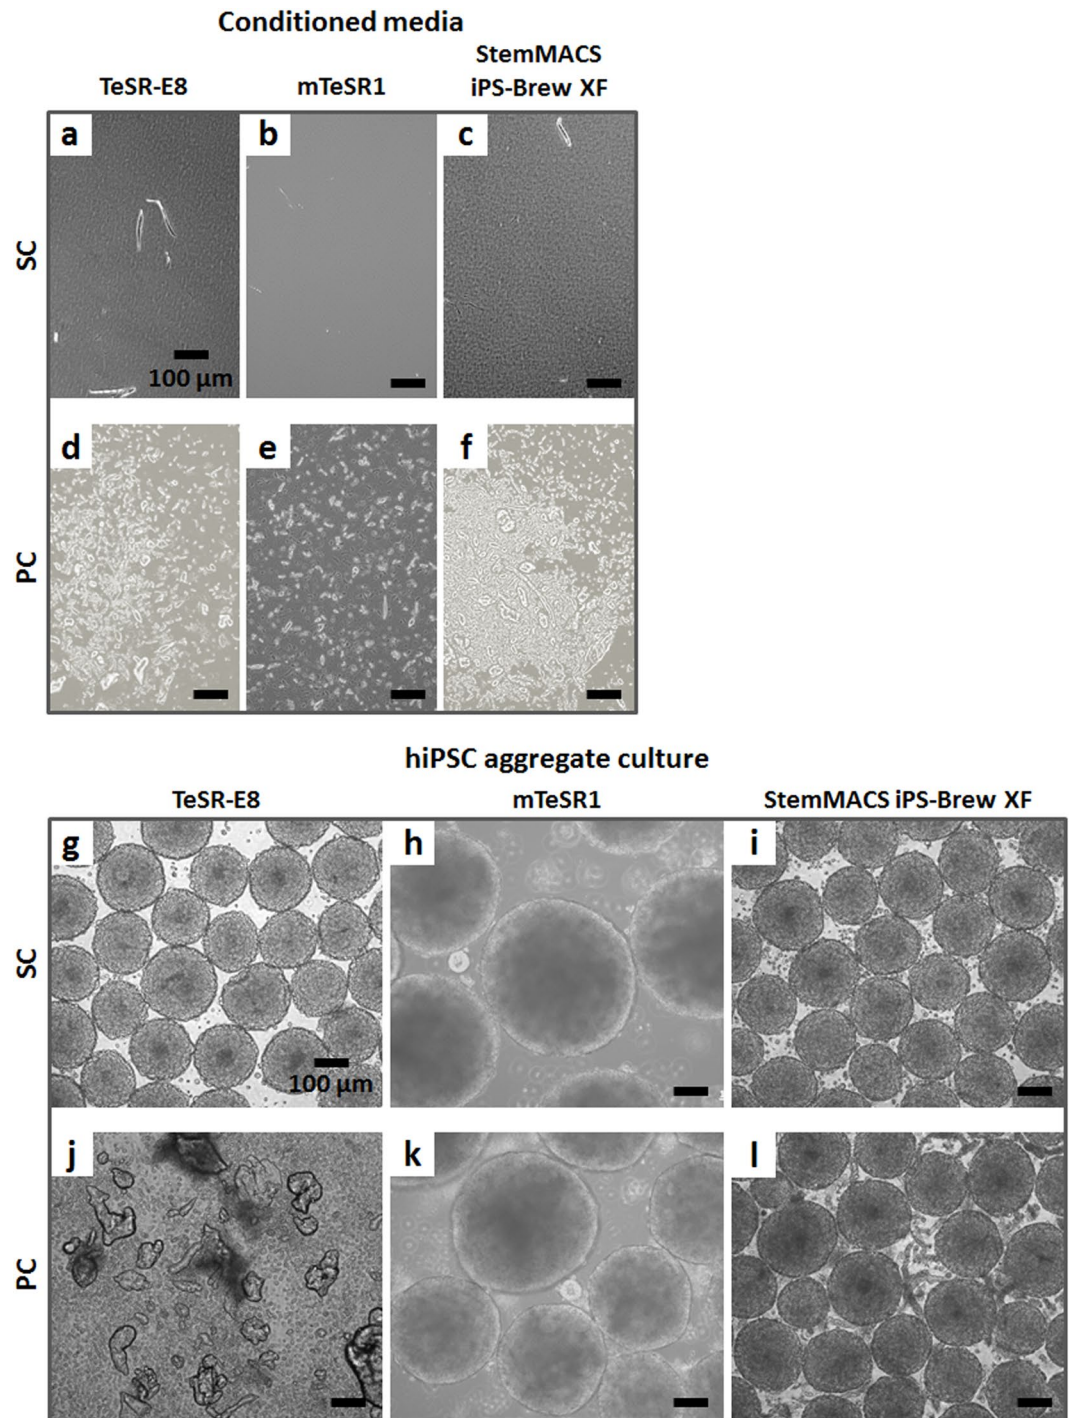 Conditioned media
TeSR-E8
mTeSR1
StemMACS
iPS-Brew XF
SC
a
b
c
100 µm
PC
d
e
f
hiPSC aggregate culture
TeSR-E8
mTeSR1
StemMACS iPS-Brew XF
SC
g
h
i
100 µm
PC
j
k
l